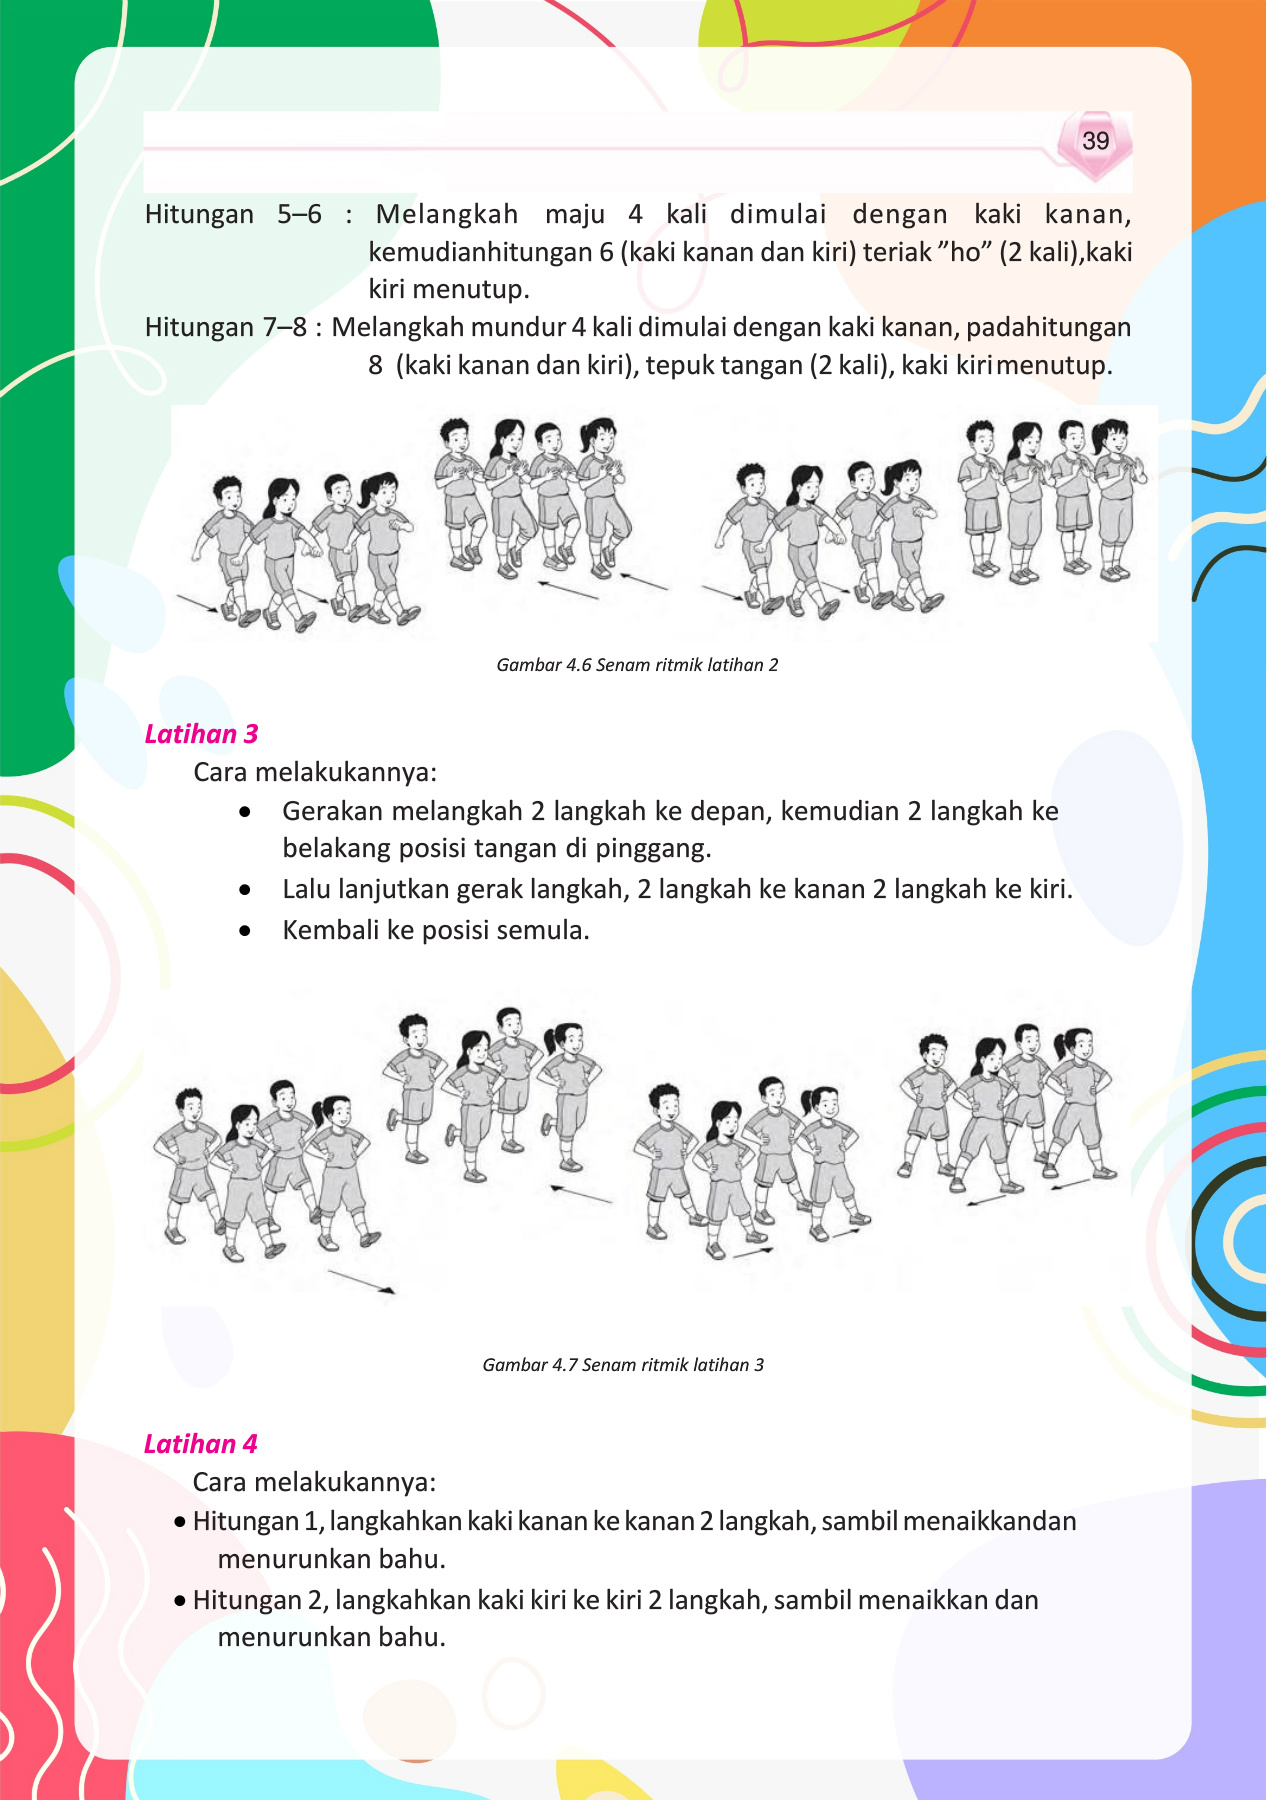 39
Hitungan 5–6 : Melangkah maju 4 kali dimulai dengan kaki kanan,
kemudianhitungan 6 (kaki kanan dan kiri) teriak ”ho” (2 kali),kaki
kiri menutup.
Hitungan 7–8 : Melangkah mundur 4 kali dimulai dengan kaki kanan, padahitungan
8 (kaki kanan dan kiri), tepuk tangan (2 kali), kaki kirimenutup.
Gambar 4.6 Senam ritmik latihan 2
Latihan 3
Cara melakukannya:
• Gerakan melangkah 2 langkah ke depan, kemudian 2 langkah ke
belakang posisi tangan di pinggang.
• Lalu lanjutkan gerak langkah, 2 langkah ke kanan 2 langkah ke kiri.
• Kembali ke posisi semula.
Gambar 4.7 Senam ritmik latihan 3
Latihan 4
Cara melakukannya:
• Hitungan 1, langkahkan kaki kanan ke kanan 2 langkah, sambil menaikkandan
menurunkan bahu.
• Hitungan 2, langkahkan kaki kiri ke kiri 2 langkah, sambil menaikkan dan
menurunkan bahu.